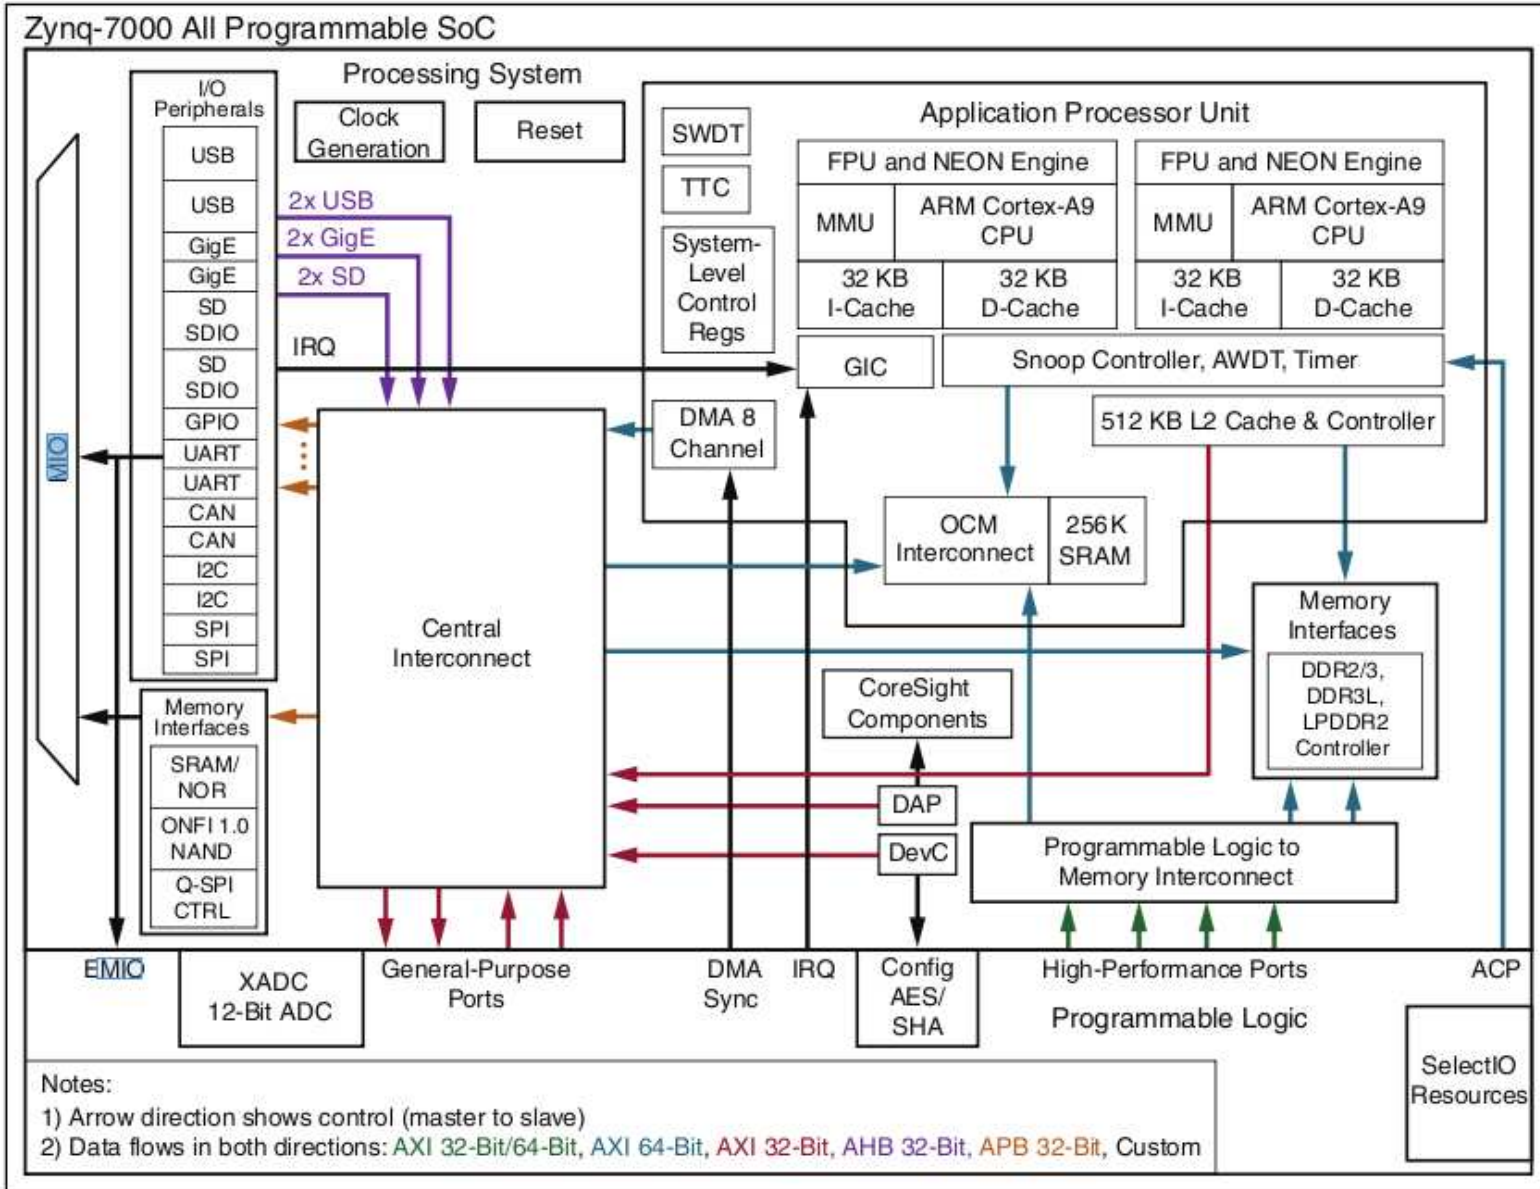 Zynq-7000 All Programmable SoC
Processing System
I/O
Peripherals
USB
USB
GigE
GigE
SD
SDIO
SD
SDIO
GPIO
UART
UART
CAN
CAN
I2C
I2C
SPI
SPI
MIO
Clock
Generation
Reset
2x USB
2x GigE
2x SD
IRQ
Application Processor Unit
SWDT
TTC
System-
Level
Control
Regs
FPU and NEON Engine
MMU
ARM Cortex-A9
CPU
32 KB
I-Cache
32 KB
D-Cache
FPU and NEON Engine
MMU
ARM Cortex-A9
CPU
32 KB
I-Cache
32 KB
D-Cache
GIC
Snoop Controller, AWDT, Timer
DMA 8
Channel
512 KB L2 Cache & Controller
OCM
Interconnect
256K
SRAM
Central
Interconnect
Memory
Interfaces
DDR2/3,
DDR3L,
LPDDR2
Controller
CoreSight
Components
DAP
DevC
Programmable Logic to
Memory Interconnect
Memory
Interfaces
SRAM/
NOR
ONFI 1.0
NAND
Q-SPI
CTRL
EMIO
XADC
12-Bit ADC
General-Purpose
Ports
DMA
Sync
IRQ
Config
AES/
SHA
High-Performance Ports
ACP
Programmable Logic
SelectIO
Resources
Notes:
1) Arrow direction shows control (master to slave)
2) Data flows in both directions: AXI 32-Bit/64-Bit, AXI 64-Bit, AXI 32-Bit, AHB 32-Bit, APB 32-Bit, Custom